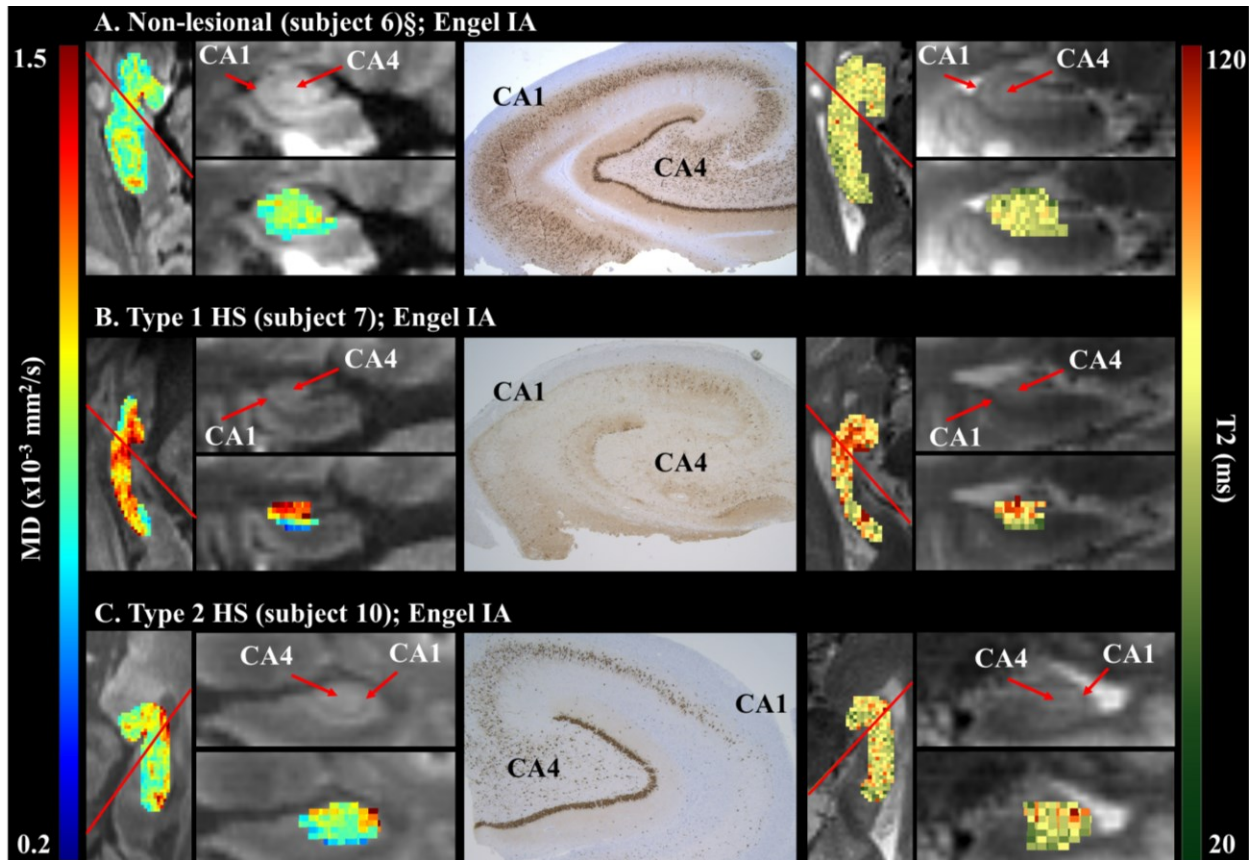 A. Non-lesional (subject 6)§; Engel IA
1.5
CA1
CA4
CA1
CA4
CA1
CA4
120
B. Type 1 HS (subject 7); Engel IA
CA4
CA1
CA1
CA4
CA4
CA1
MD (x10⁻³ mm²/s)
T2 (ms)
C. Type 2 HS (subject 10); Engel IA
CA4
CA1
CA1
CA4
CA4
CA1
0.2
20